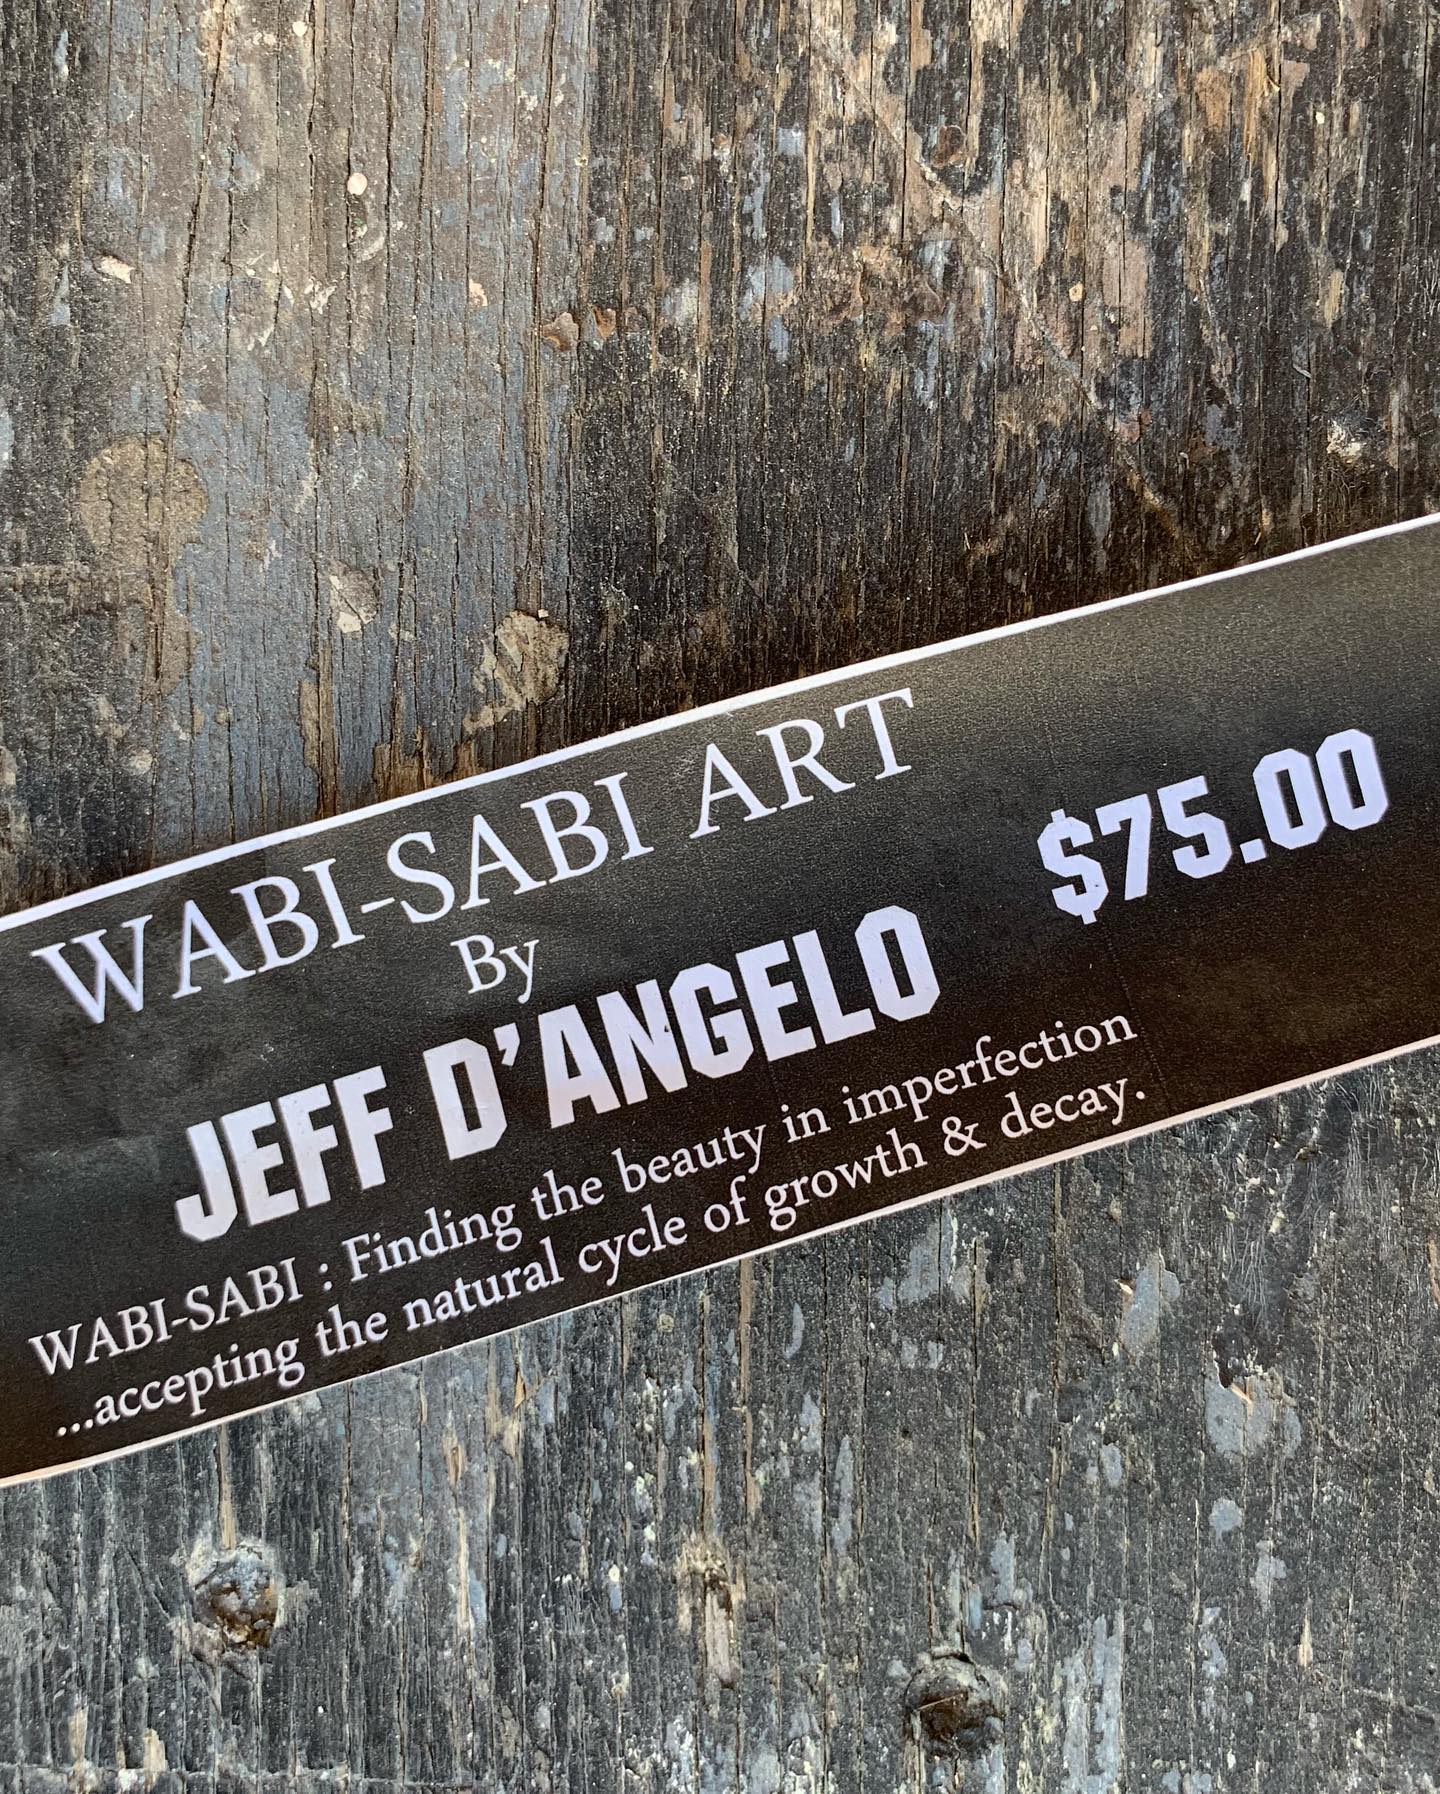 WABI-SABI ART
By
JEFF D'ANGELO
$75.00
WABI-SABI : Finding the beauty in imperfection
...accepting the natural cycle of growth & decay.